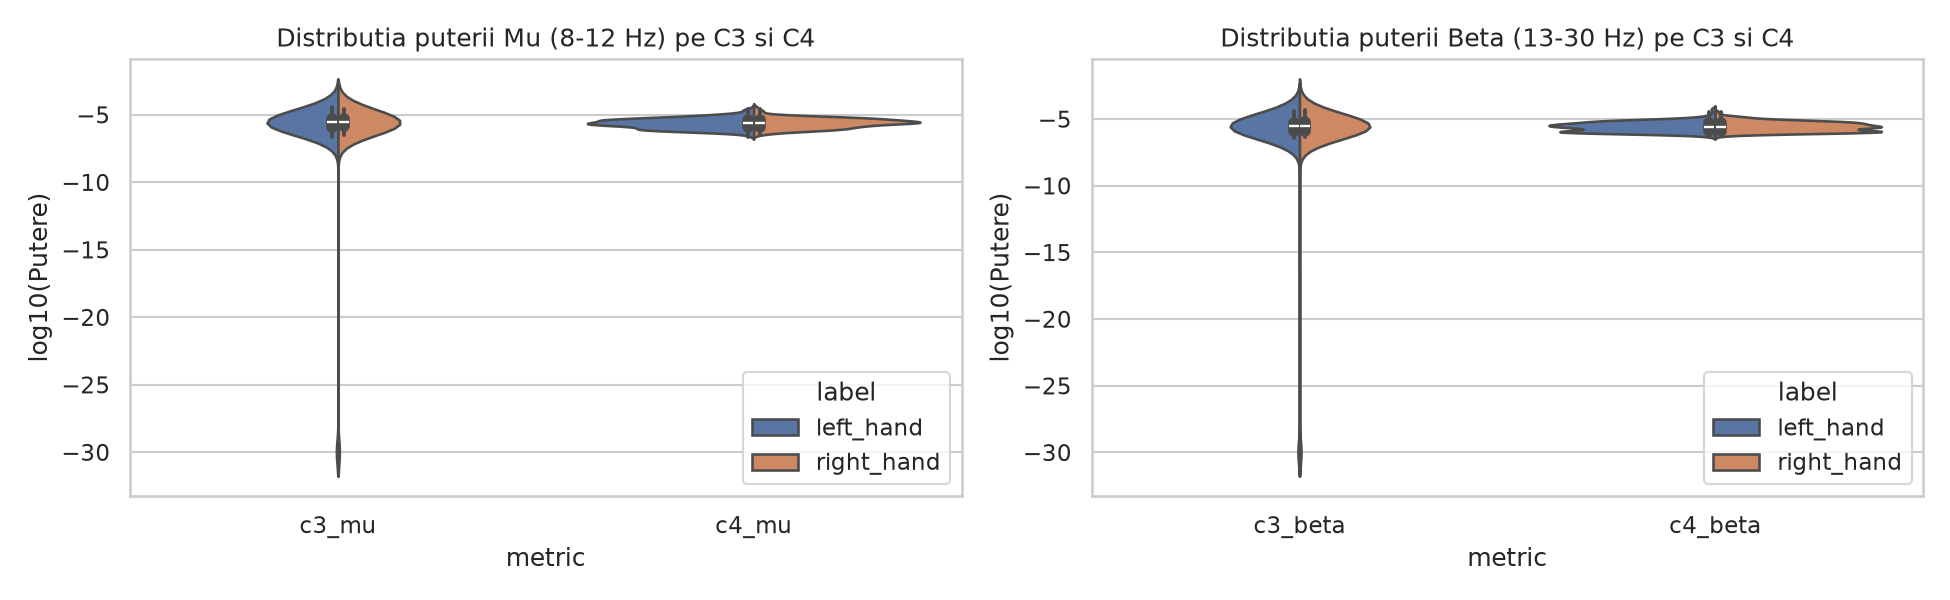 Distributia puterii Mu (8-12 Hz) pe C3 si C4
log10(Putere)
−5
−10
−15
−20
−25
−30
label
left_hand
right_hand
c3_mu
c4_mu
metric
Distributia puterii Beta (13-30 Hz) pe C3 si C4
log10(Putere)
−5
−10
−15
−20
−25
−30
label
left_hand
right_hand
c3_beta
c4_beta
metric